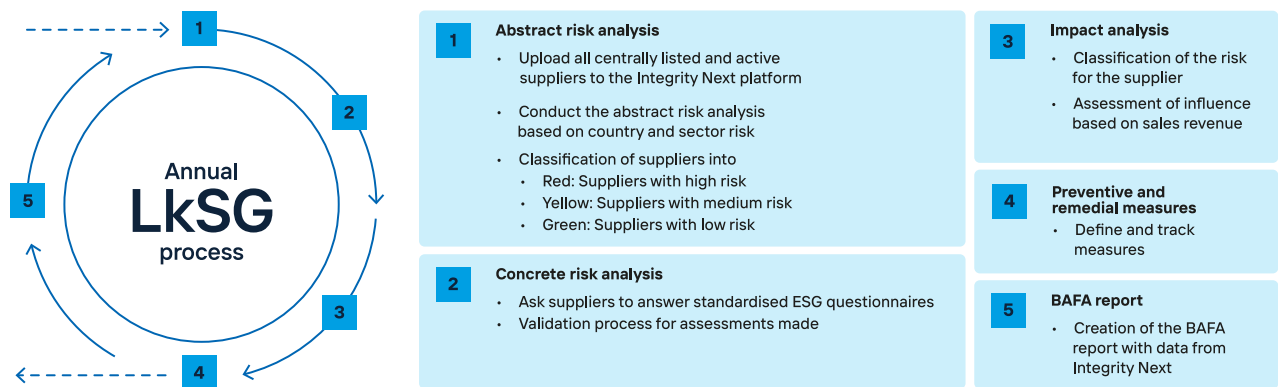 1
2
3
4
5
Annual
LkSG
process
1
Abstract risk analysis
• Upload all centrally listed and active
suppliers to the Integrity Next platform
• Conduct the abstract risk analysis
based on country and sector risk
• Classification of suppliers into
• Red: Suppliers with high risk
• Yellow: Suppliers with medium risk
• Green: Suppliers with low risk
2
Concrete risk analysis
• Ask suppliers to answer standardised ESG questionnaires
• Validation process for assessments made
3
Impact analysis
• Classification of the risk
for the supplier
• Assessment of influence
based on sales revenue
4
Preventive and
remedial measures
• Define and track
measures
5
BAFA report
• Creation of the BAFA
report with data from
Integrity Next